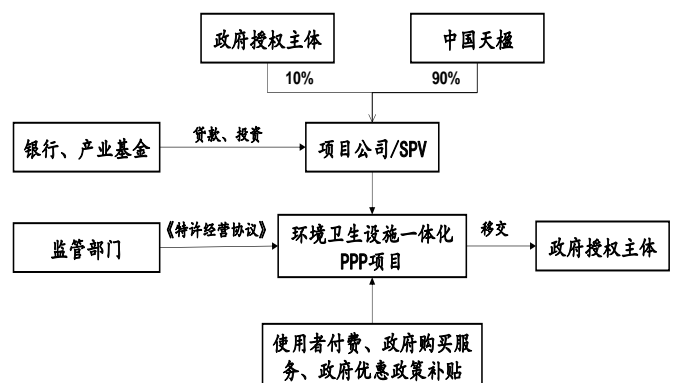 政府授权主体
中国天楹
10%
90%
银行、产业基金
贷款、投资
项目公司/SPV
监管部门
《特许经营协议》
环境卫生设施一体化
PPP项目
移交
政府授权主体
使用者付费、政府购买服
务、政府优惠政策补贴